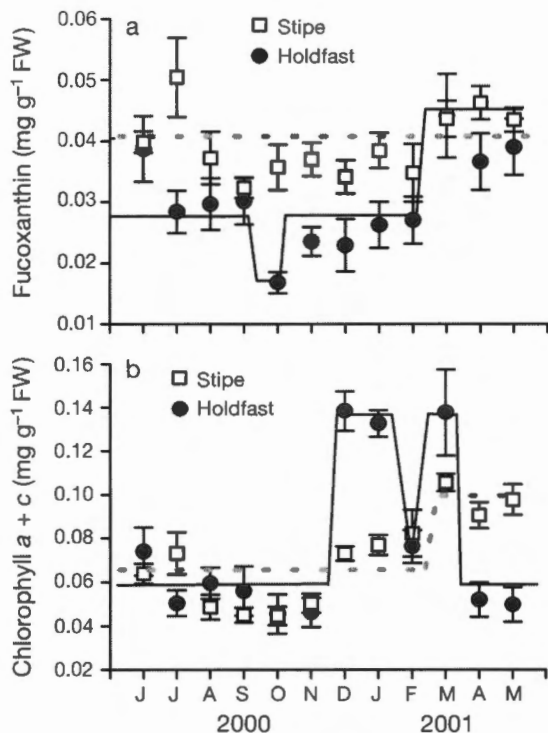 a
Stipe
Holdfast
Fucoxanthin (mg g⁻¹ FW)
0.06
0.05
0.04
0.03
0.02
0.01
b
Stipe
Holdfast
Chlorophyll a + c (mg g⁻¹ FW)
0.16
0.14
0.12
0.10
0.08
0.06
0.04
0.02
J J A S O N D J F M A M
2000 2001